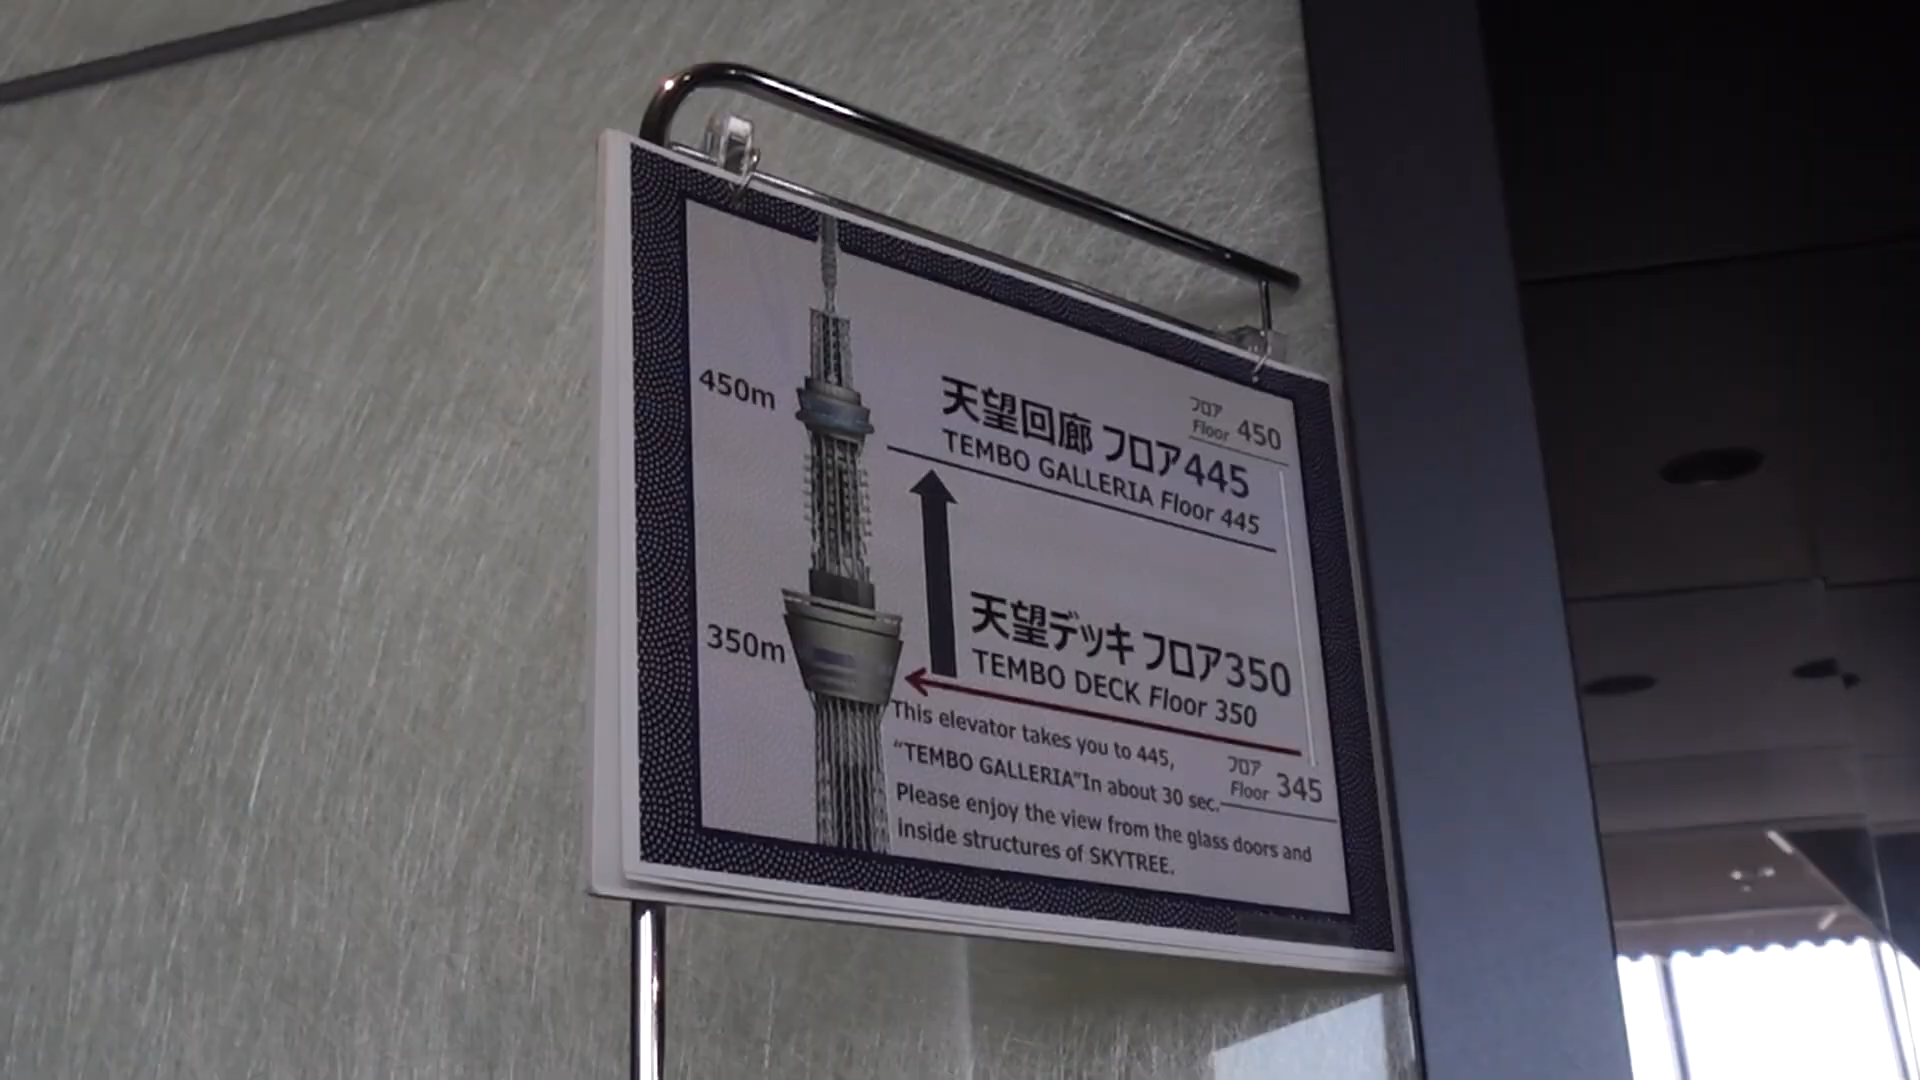 450m
天望回廊 フロア445
TEMBO GALLERIA Floor 445
フロア
Floor 450
350m
天望デッキ フロア350
TEMBO DECK Floor 350
This elevator takes you to 445,
“TEMBO GALLERIA”In about 30 sec.
フロア
Floor 345
Please enjoy the view from the glass doors and
inside structures of SKYTREE.